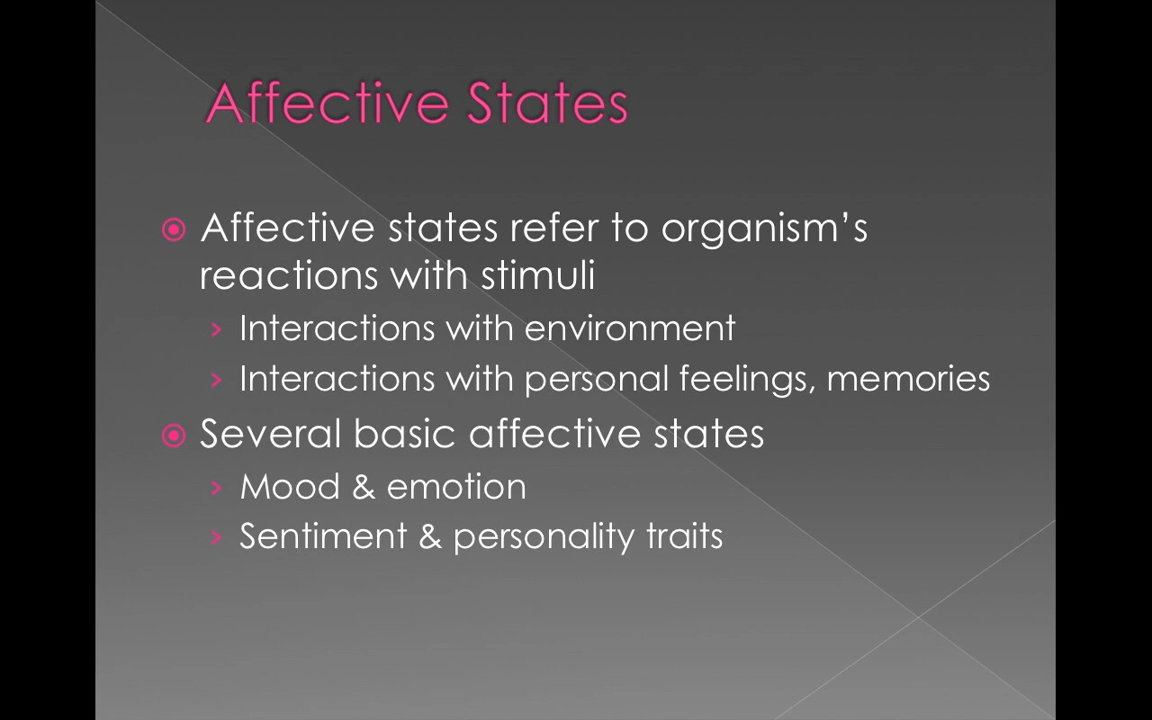 Affective States
Affective states refer to organism’s
reactions with stimuli
Interactions with environment
Interactions with personal feelings, memories
Several basic affective states
Mood & emotion
Sentiment & personality traits